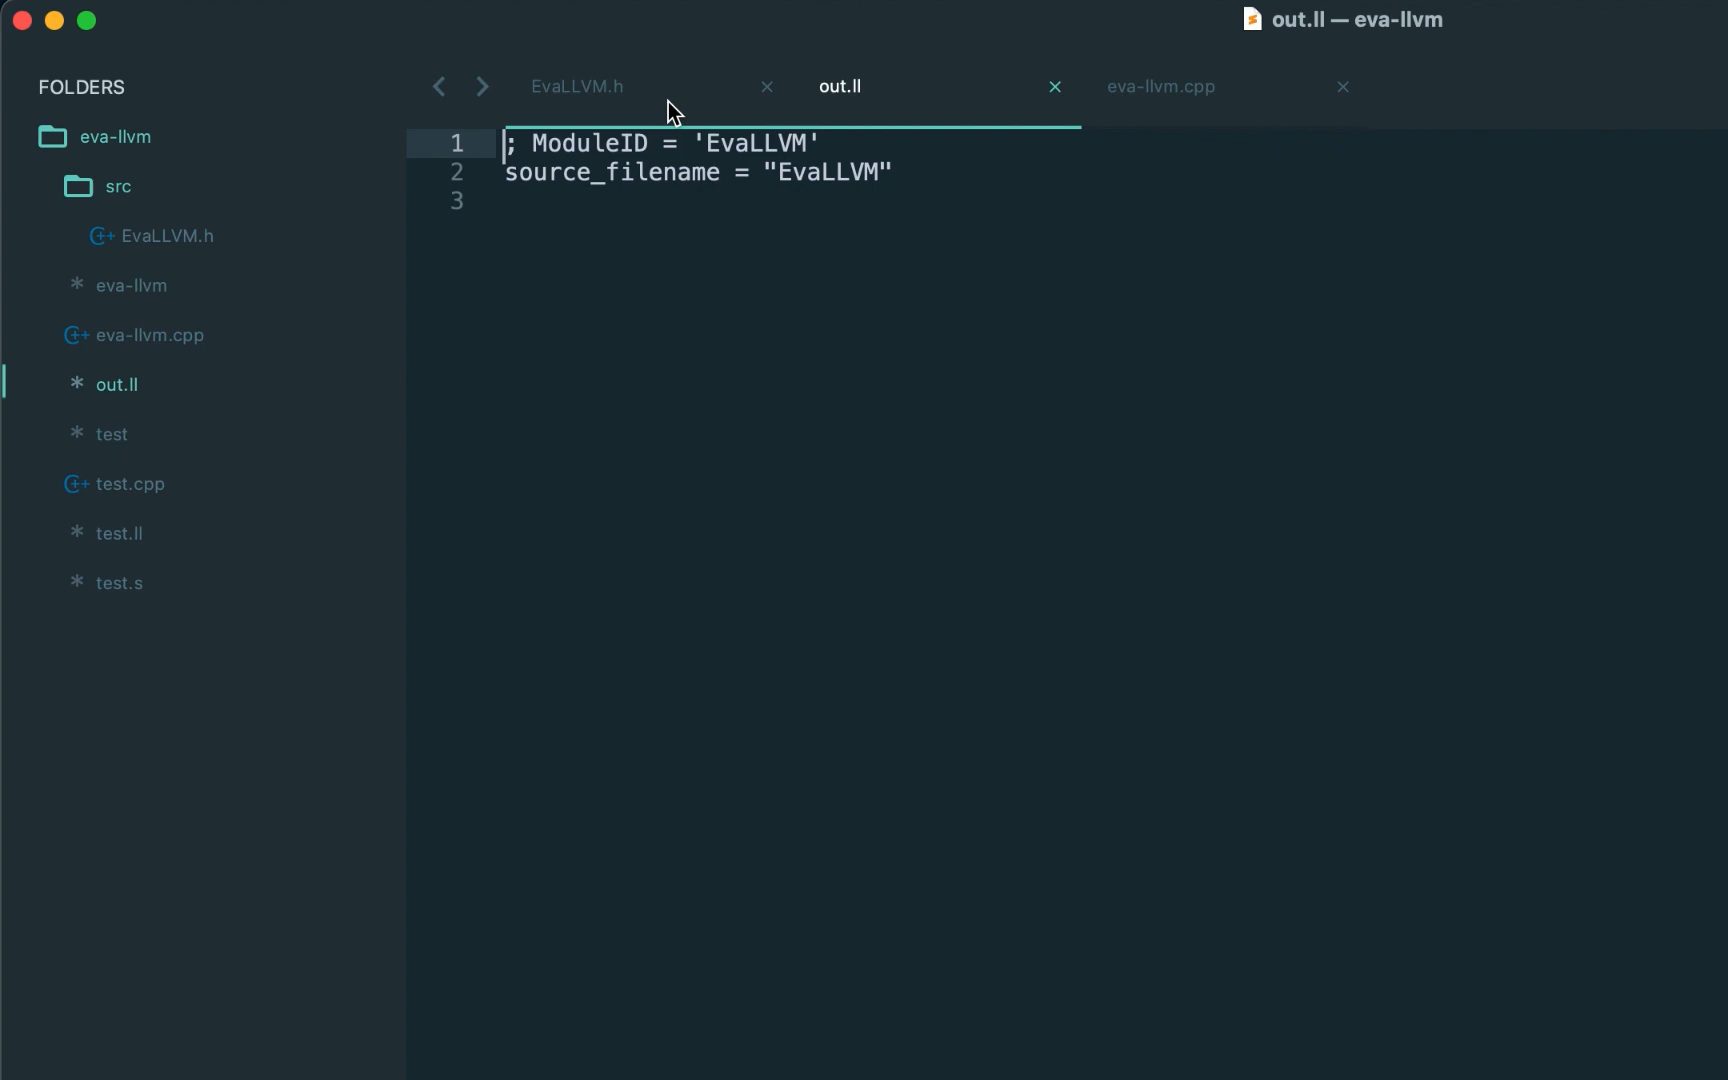 out.ll — eva-llvm
FOLDERS
eva-llvm
src
EvaLLVM.h
eva-llvm
eva-llvm.cpp
out.ll
test
test.cpp
test.ll
test.s
EvaLLVM.h
out.ll
eva-llvm.cpp
1 ; ModuleID = 'EvaLLVM'
2 source_filename = "EvaLLVM"
3